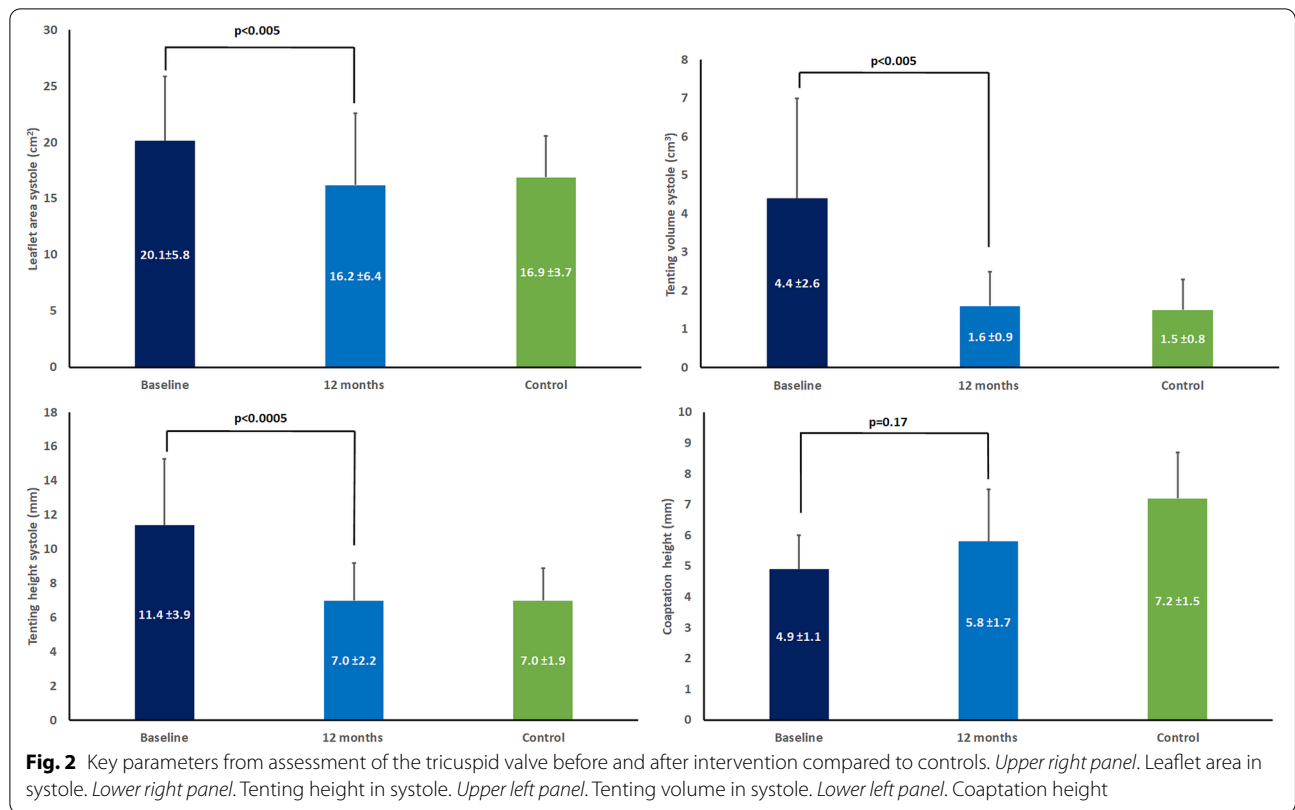 30
25
20
15
10
5
0
Leaflet area systole (cm²)
p<0.005
20.1±5.8
16.2 ±6.4
16.9 ±3.7
Baseline
12 months
Control
8
7
6
5
4
3
2
1
0
Tenting volume systole (cm³)
p<0.005
4.4 ±2.6
1.6 ±0.9
1.5 ±0.8
Baseline
12 months
Control
18
16
14
12
10
8
6
4
2
0
Tenting height systole (mm)
p<0.0005
11.4 ±3.9
7.0 ±2.2
7.0 ±1.9
Baseline
12 months
Control
10
9
8
7
6
5
4
3
2
1
0
Coaptation height (mm)
p=0.17
4.9 ±1.1
5.8 ±1.7
7.2 ±1.5
Baseline
12 months
Control
Fig. 2 Key parameters from assessment of the tricuspid valve before and after intervention compared to controls. Upper right panel. Leaflet area in
systole. Lower right panel. Tenting height in systole. Upper left panel. Tenting volume in systole. Lower left panel. Coaptation height